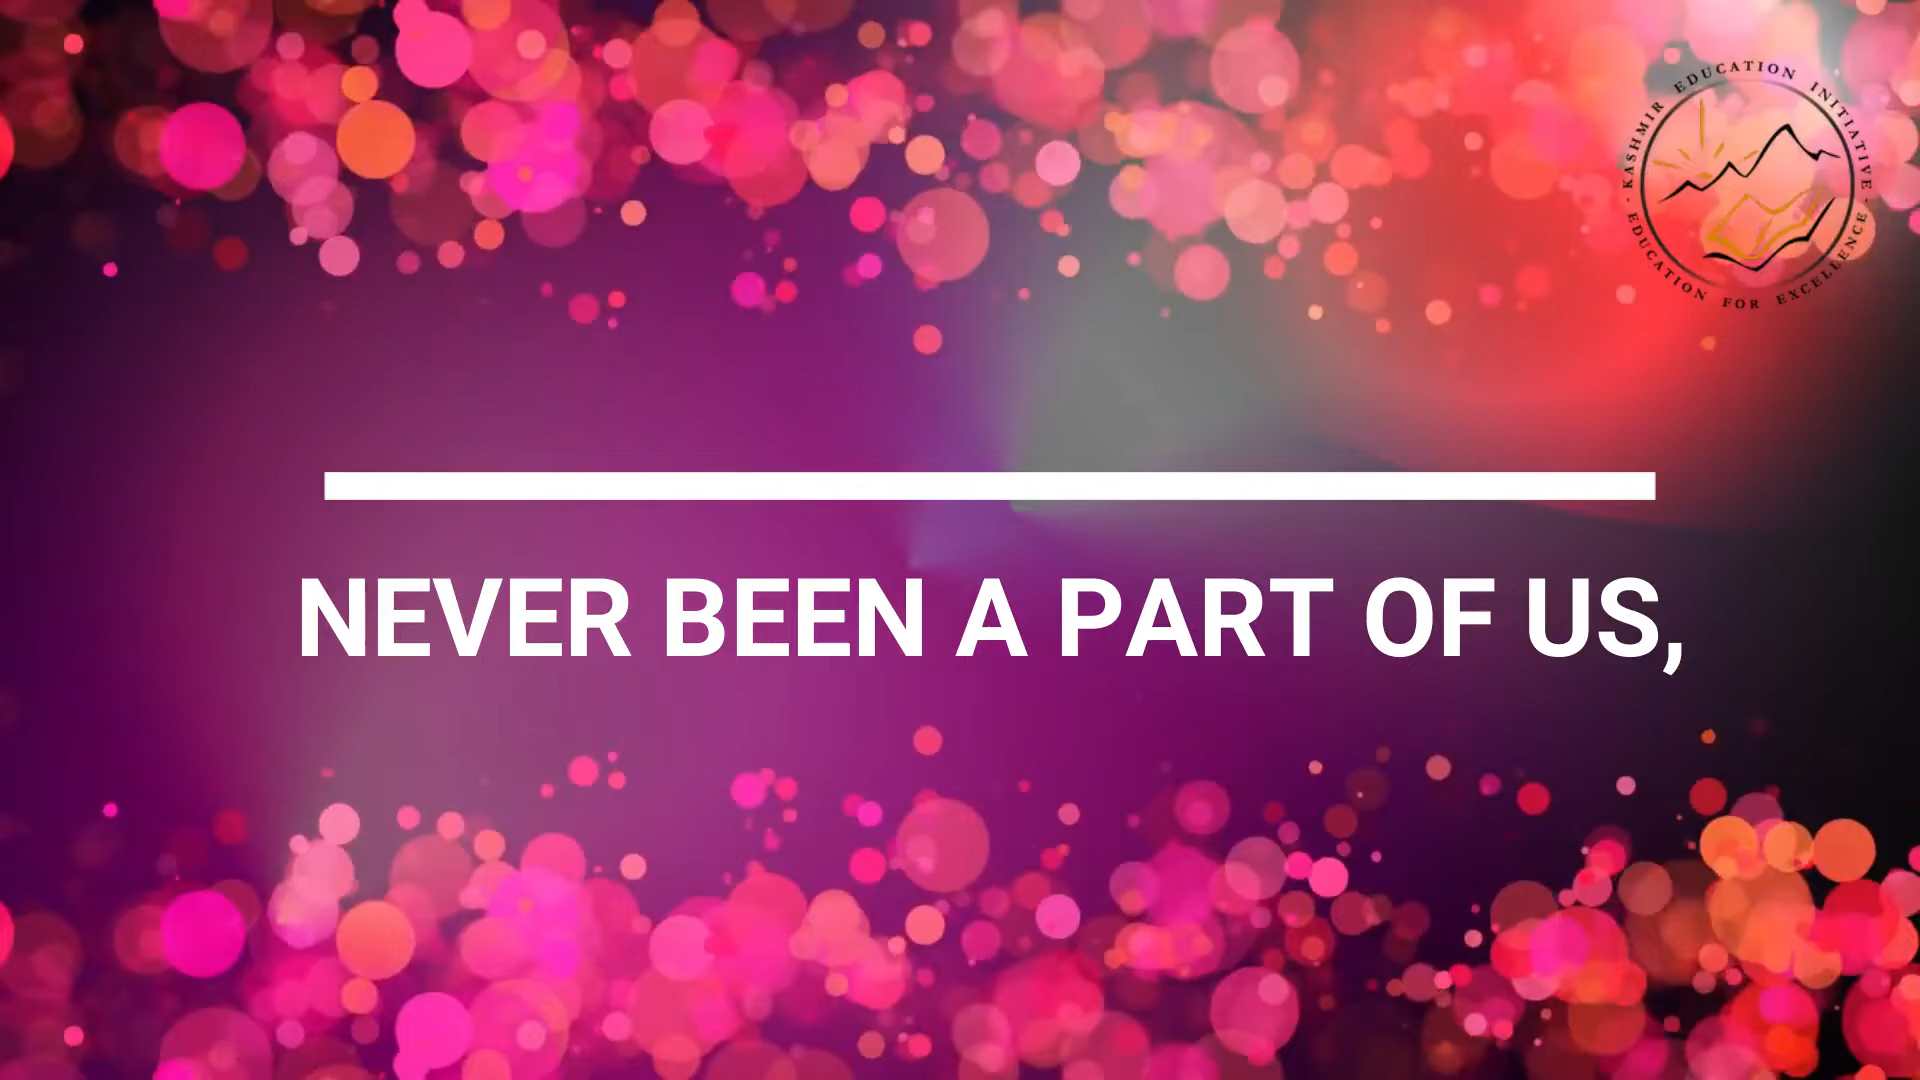 KASHMIR EDUCATION INITIATIVE
· EDUCATION FOR EXCELLENCE ·
NEVER BEEN A PART OF US,